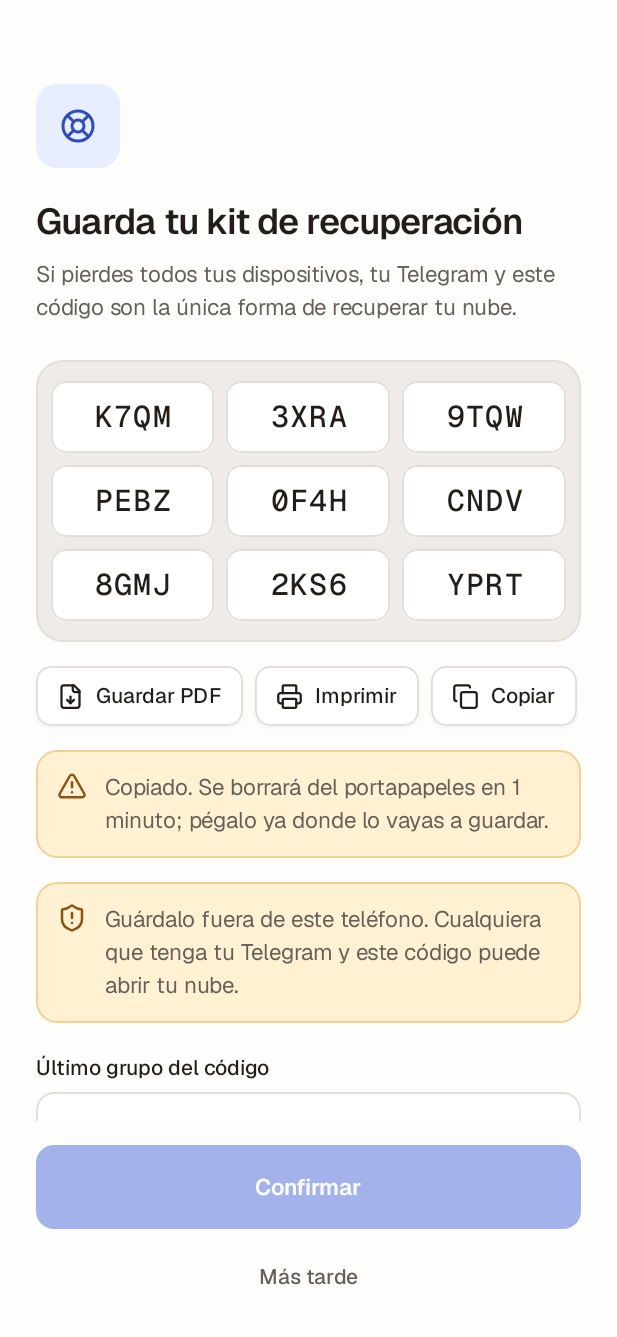 Guarda tu kit de recuperación
Si pierdes todos tus dispositivos, tu Telegram y este
código son la única forma de recuperar tu nube.
K7QM 3XRA 9TQW
PEBZ 0F4H CNDV
8GMJ 2KS6 YPRT
Guardar PDF Imprimir Copiar
Copiado. Se borrará del portapapeles en 1
minuto; pégalo ya donde lo vayas a guardar.
Guárdalo fuera de este teléfono. Cualquiera
que tenga tu Telegram y este código puede
abrir tu nube.
Último grupo del código
Confirmar
Más tarde